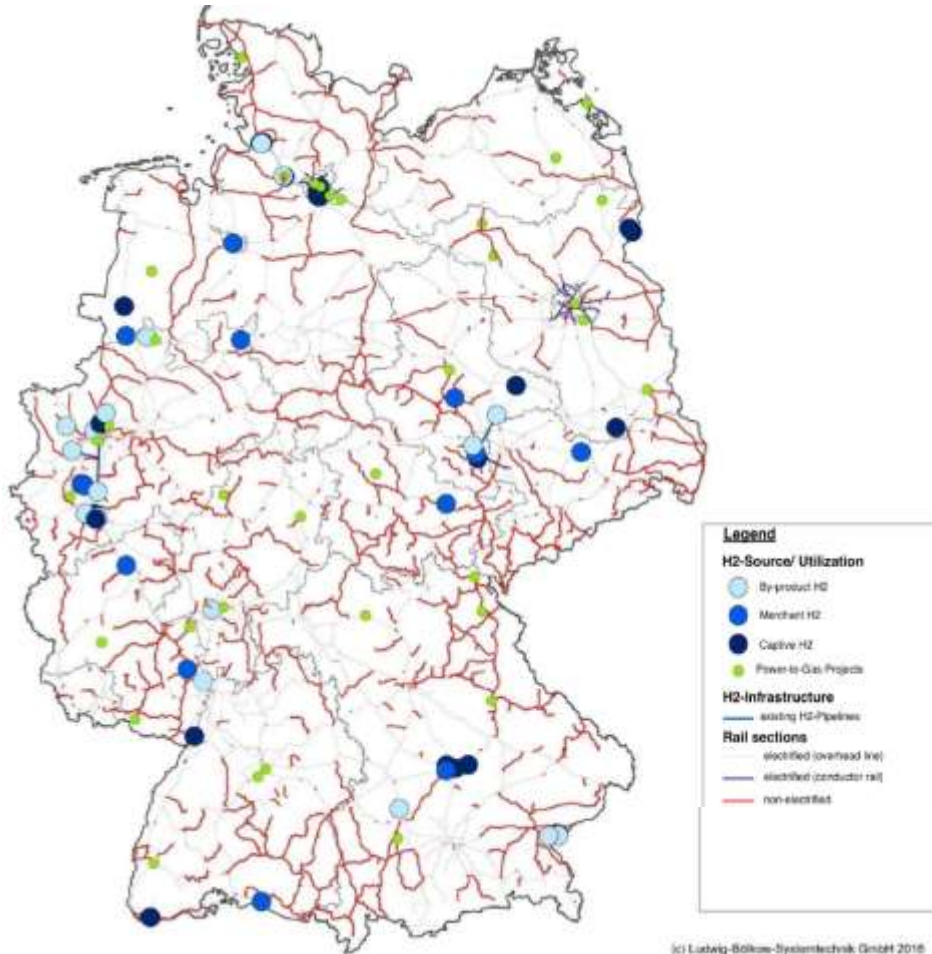 Legend
H2-Source/ Utilization
By-product H2
Merchant H2
Captive H2
Power-to-Gas Projects
H2-Infrastructure
existing H2-Pipelines
Rail sections
electrified (overhead line)
electrified (conductor rail)
non-electrified
(c) Ludwig-Bölkow-Systemtechnik GmbH 2016